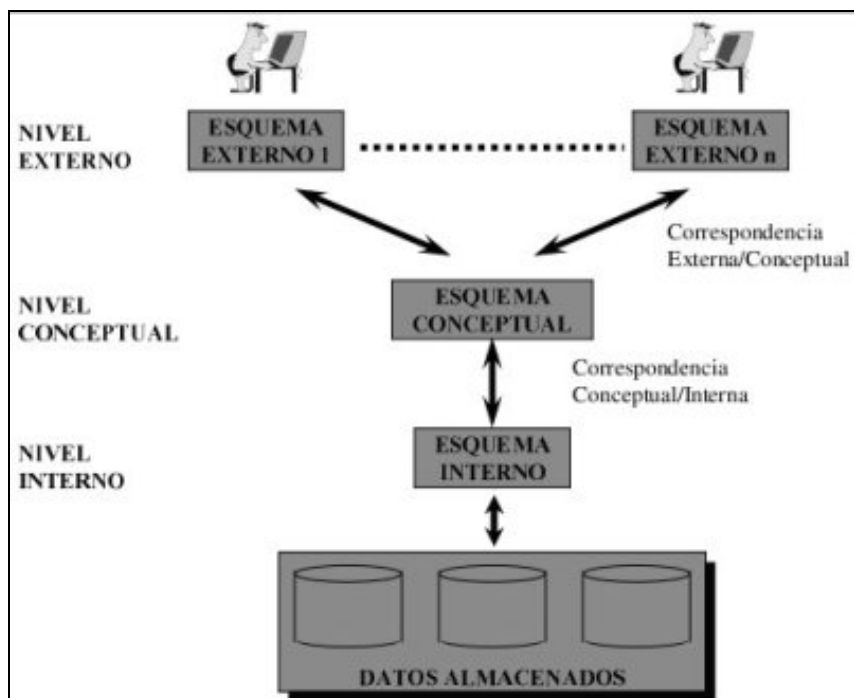 NIVEL
EXTERNO
ESQUEMA
EXTERNO 1
ESQUEMA
EXTERNO n
Correspondencia
Externa/Conceptual
NIVEL
CONCEPTUAL
ESQUEMA
CONCEPTUAL
Correspondencia
Conceptual/Interna
NIVEL
INTERNO
ESQUEMA
INTERNO
DATOS ALMACENADOS